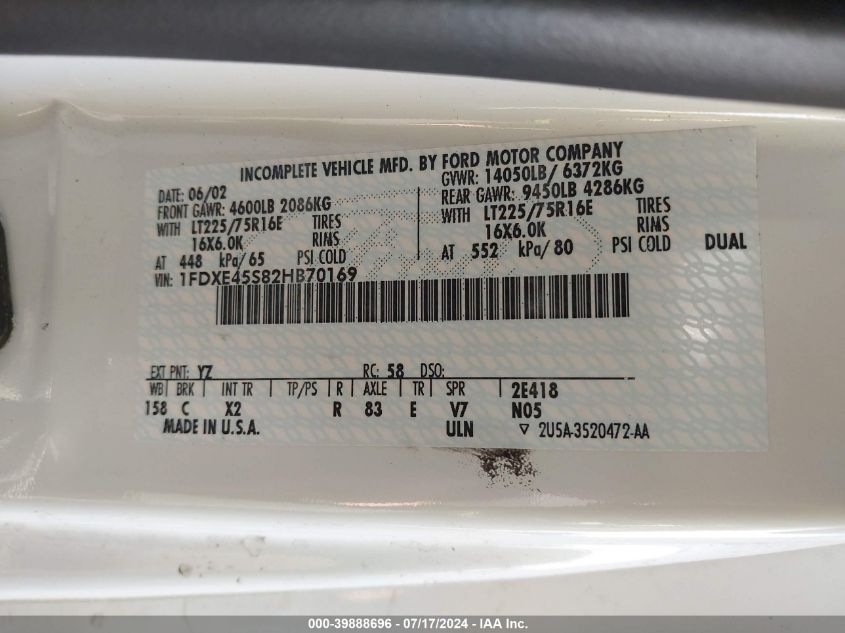 INCOMPLETE VEHICLE MFD. BY FORD MOTOR COMPANY
DATE: 06/02
GVWR: 14050LB/ 6372KG
FRONT GAWR: 4600LB 2086KG
REAR GAWR: 9450LB 4286KG
WITH LT225/75R16E TIRES
WITH LT225/75R16E TIRES
16X6.0K RIMS
16X6.0K RIMS
AT 448 kPa/65 PSI COLD
AT 552 kPa/80 PSI COLD DUAL
VIN: 1FDXE45S82HB70169
EXT PNT: YZ RC: 58 DSO:
WB BRK INT TR TP/PS R AXLE TR SPR 2E418
158 C X2 R 83 E V7 N05
MADE IN U.S.A. ULN ▽ 2U5A-3520472-AA
000-39888696 - 07/17/2024 - IAA Inc.